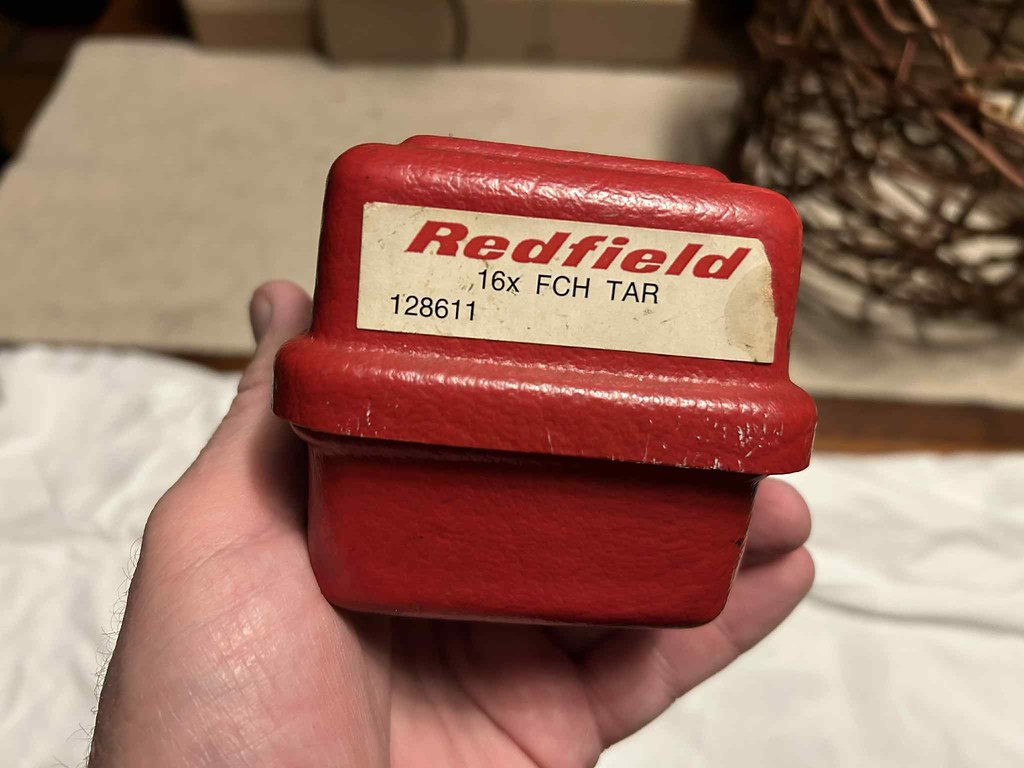 Redfield
16x FCH TAR
128611